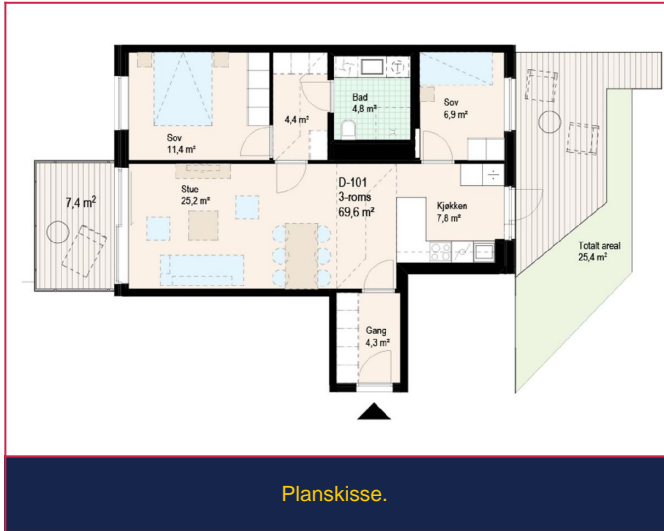 Sov
11,4 m²
4,4 m²
Bad
4,8 m²
Sov
6,9 m²
7,4 m²
Stue
25,2 m²
D-101
3-roms
69,6 m²
Kjøkken
7,8 m²
Totalt areal
25,4 m²
Gang
4,3 m²
Planskisse.